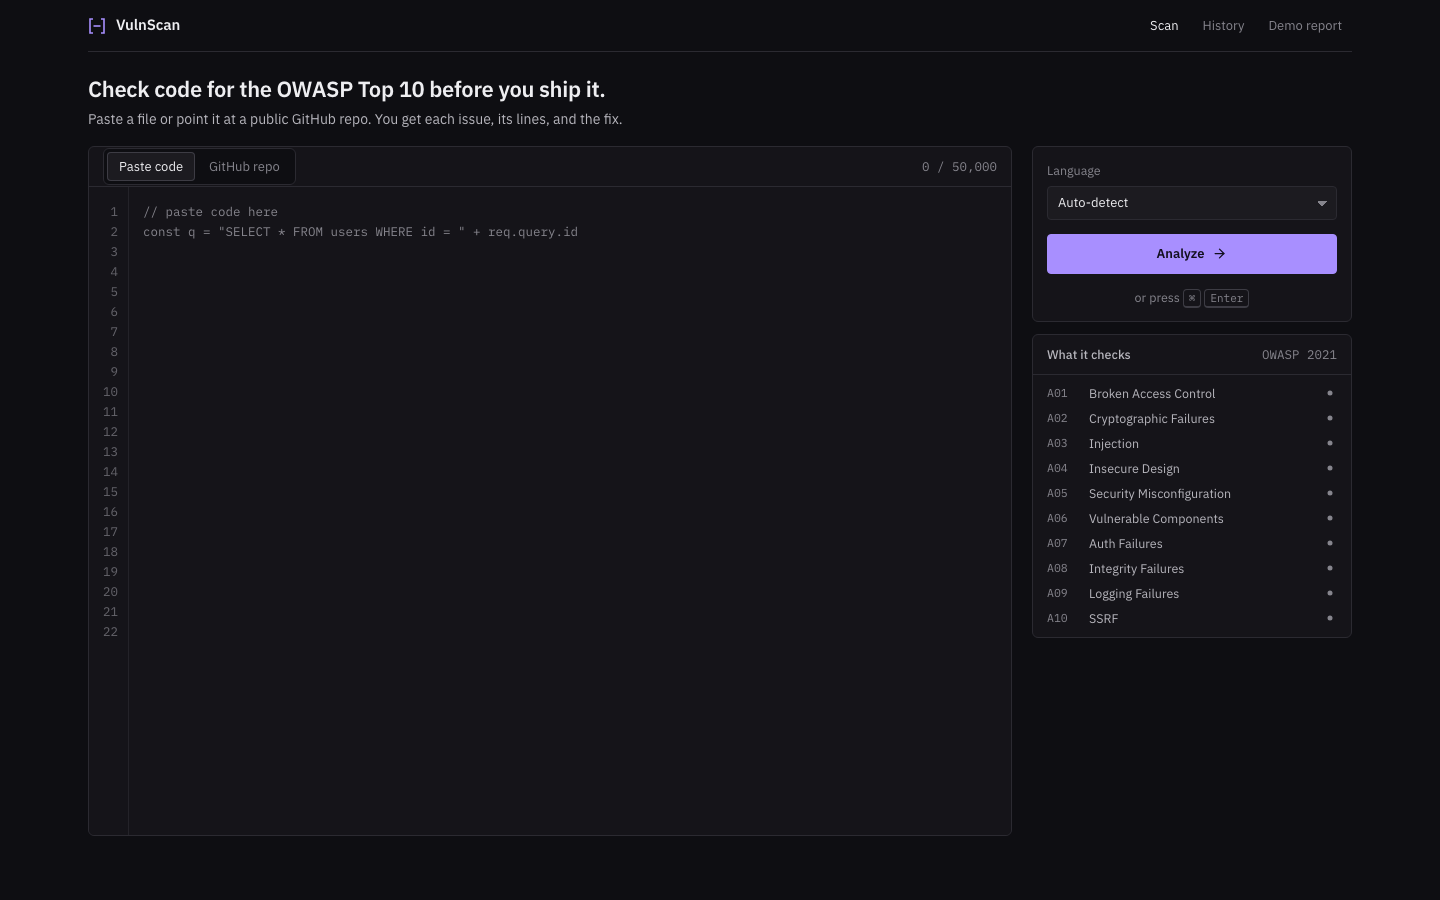 [-] VulnScan
Scan History Demo report
Check code for the OWASP Top 10 before you ship it.
Paste a file or point it at a public GitHub repo. You get each issue, its lines, and the fix.
Paste code GitHub repo 0 / 50,000
1 // paste code here
2 const q = "SELECT * FROM users WHERE id = " + req.query.id
3
4
5
6
7
8
9
10
11
12
13
14
15
16
17
18
19
20
21
22
Language
Auto-detect
Analyze →
or press ⌘ Enter
What it checks OWASP 2021
A01 Broken Access Control
A02 Cryptographic Failures
A03 Injection
A04 Insecure Design
A05 Security Misconfiguration
A06 Vulnerable Components
A07 Auth Failures
A08 Integrity Failures
A09 Logging Failures
A10 SSRF